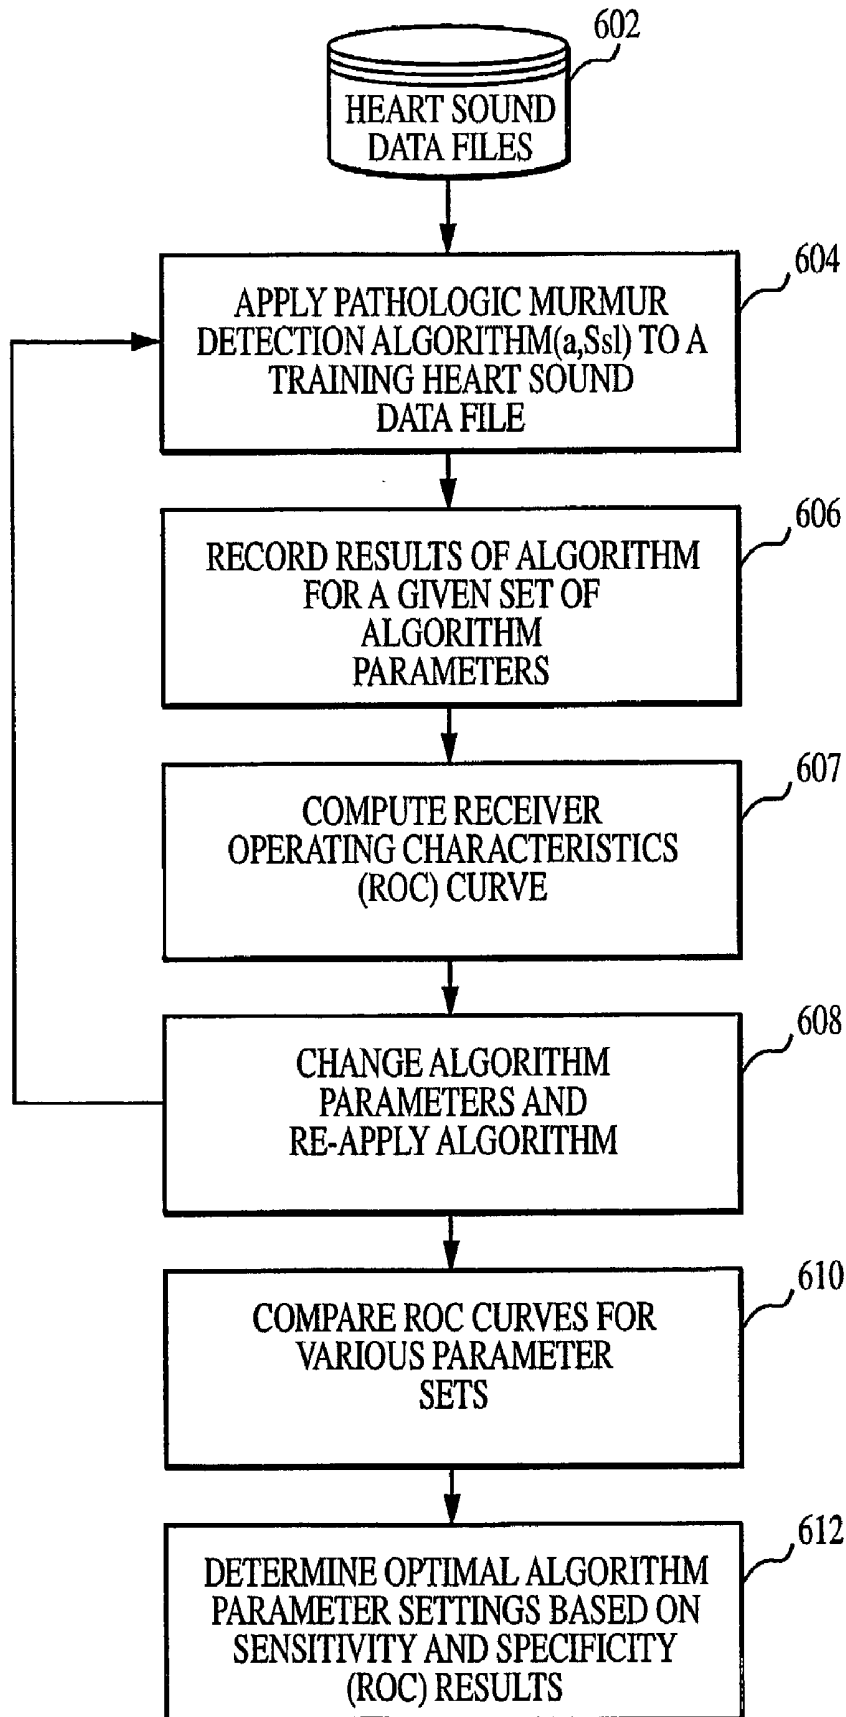 602
HEART SOUND
DATA FILES
604
APPLY PATHOLOGIC MURMUR
DETECTION ALGORITHM(a,Ssl) TO A
TRAINING HEART SOUND
DATA FILE
606
RECORD RESULTS OF ALGORITHM
FOR A GIVEN SET OF
ALGORITHM
PARAMETERS
607
COMPUTE RECEIVER
OPERATING CHARACTERISTICS
(ROC) CURVE
608
CHANGE ALGORITHM
PARAMETERS AND
RE-APPLY ALGORITHM
610
COMPARE ROC CURVES FOR
VARIOUS PARAMETER
SETS
612
DETERMINE OPTIMAL ALGORITHM
PARAMETER SETTINGS BASED ON
SENSITIVITY AND SPECIFICITY
(ROC) RESULTS